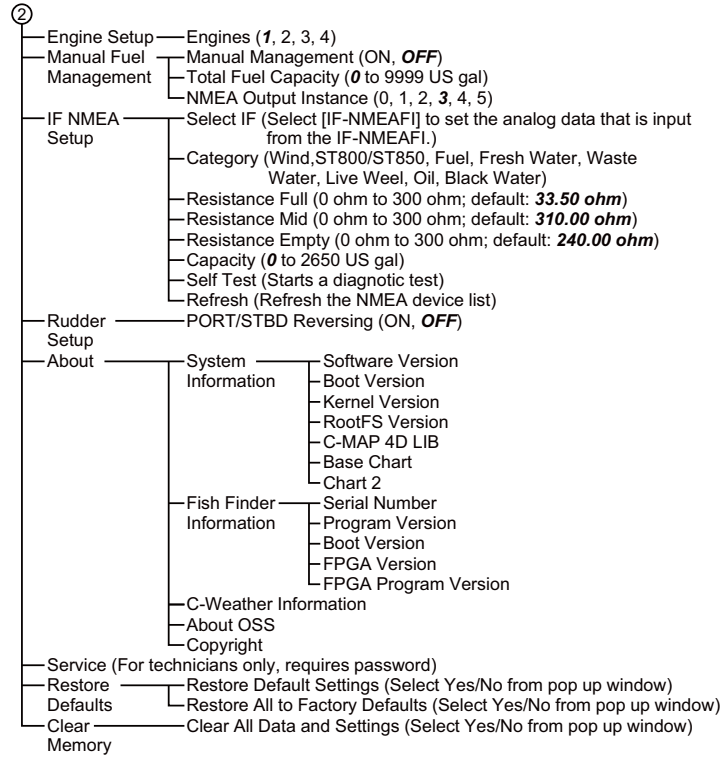 2
Engine Setup Engines (1, 2, 3, 4)
Manual Fuel Management Manual Management (ON, OFF)
Total Fuel Capacity (0 to 9999 US gal)
NMEA Output Instance (0, 1, 2, 3, 4, 5)
IF NMEA Setup Select IF (Select [IF-NMEAFI] to set the analog data that is input
from the IF-NMEAFI.)
Category (Wind,ST800/ST850, Fuel, Fresh Water, Waste
Water, Live Weel, Oil, Black Water)
Resistance Full (0 ohm to 300 ohm; default: 33.50 ohm)
Resistance Mid (0 ohm to 300 ohm; default: 310.00 ohm)
Resistance Empty (0 ohm to 300 ohm; default: 240.00 ohm)
Capacity (0 to 2650 US gal)
Self Test (Starts a diagnostic test)
Refresh (Refresh the NMEA device list)
Rudder Setup PORT/STBD Reversing (ON, OFF)
About System Information Software Version
Boot Version
Kernel Version
RootFS Version
C-MAP 4D LIB
Base Chart
Chart 2
Fish Finder Information Serial Number
Program Version
Boot Version
FPGA Version
FPGA Program Version
C-Weather Information
About OSS
Copyright
Service (For technicians only, requires password)
Restore Defaults Restore Default Settings (Select Yes/No from pop up window)
Restore All to Factory Defaults (Select Yes/No from pop up window)
Clear Memory Clear All Data and Settings (Select Yes/No from pop up window)